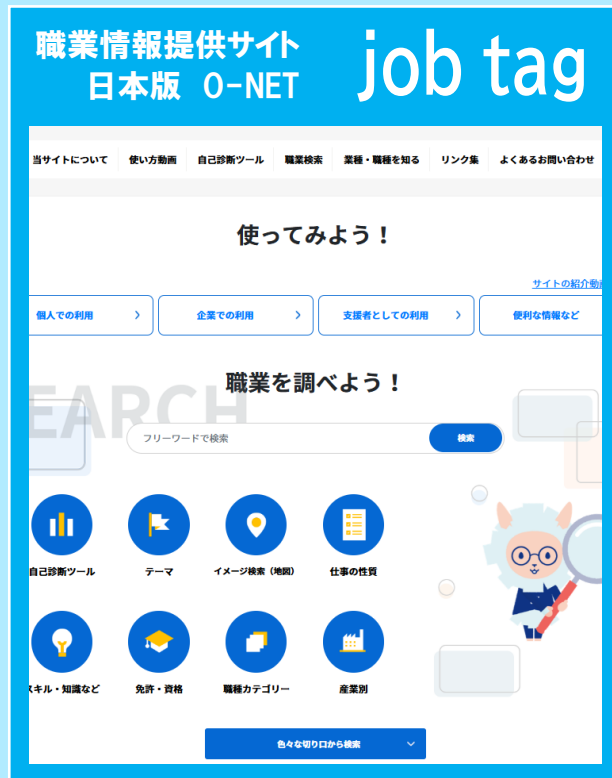 職業情報提供サイト
日本版 O-NET
job tag
当サイトについて 使い方動画 自己診断ツール 職業検索 業種・職種を知る リンク集 よくあるお問い合わせ
使ってみよう！
サイトの紹介動
個人での利用 企業での利用 支援者としての利用 便利な情報など
職業を調べよう！
EARCH
フリーワードで検索 検索
自己診断ツール テーマ イメージ検索（地図） 仕事の性質
スキル・知識など 免許・資格 職種カテゴリー 産業別
色々な切り口から検索